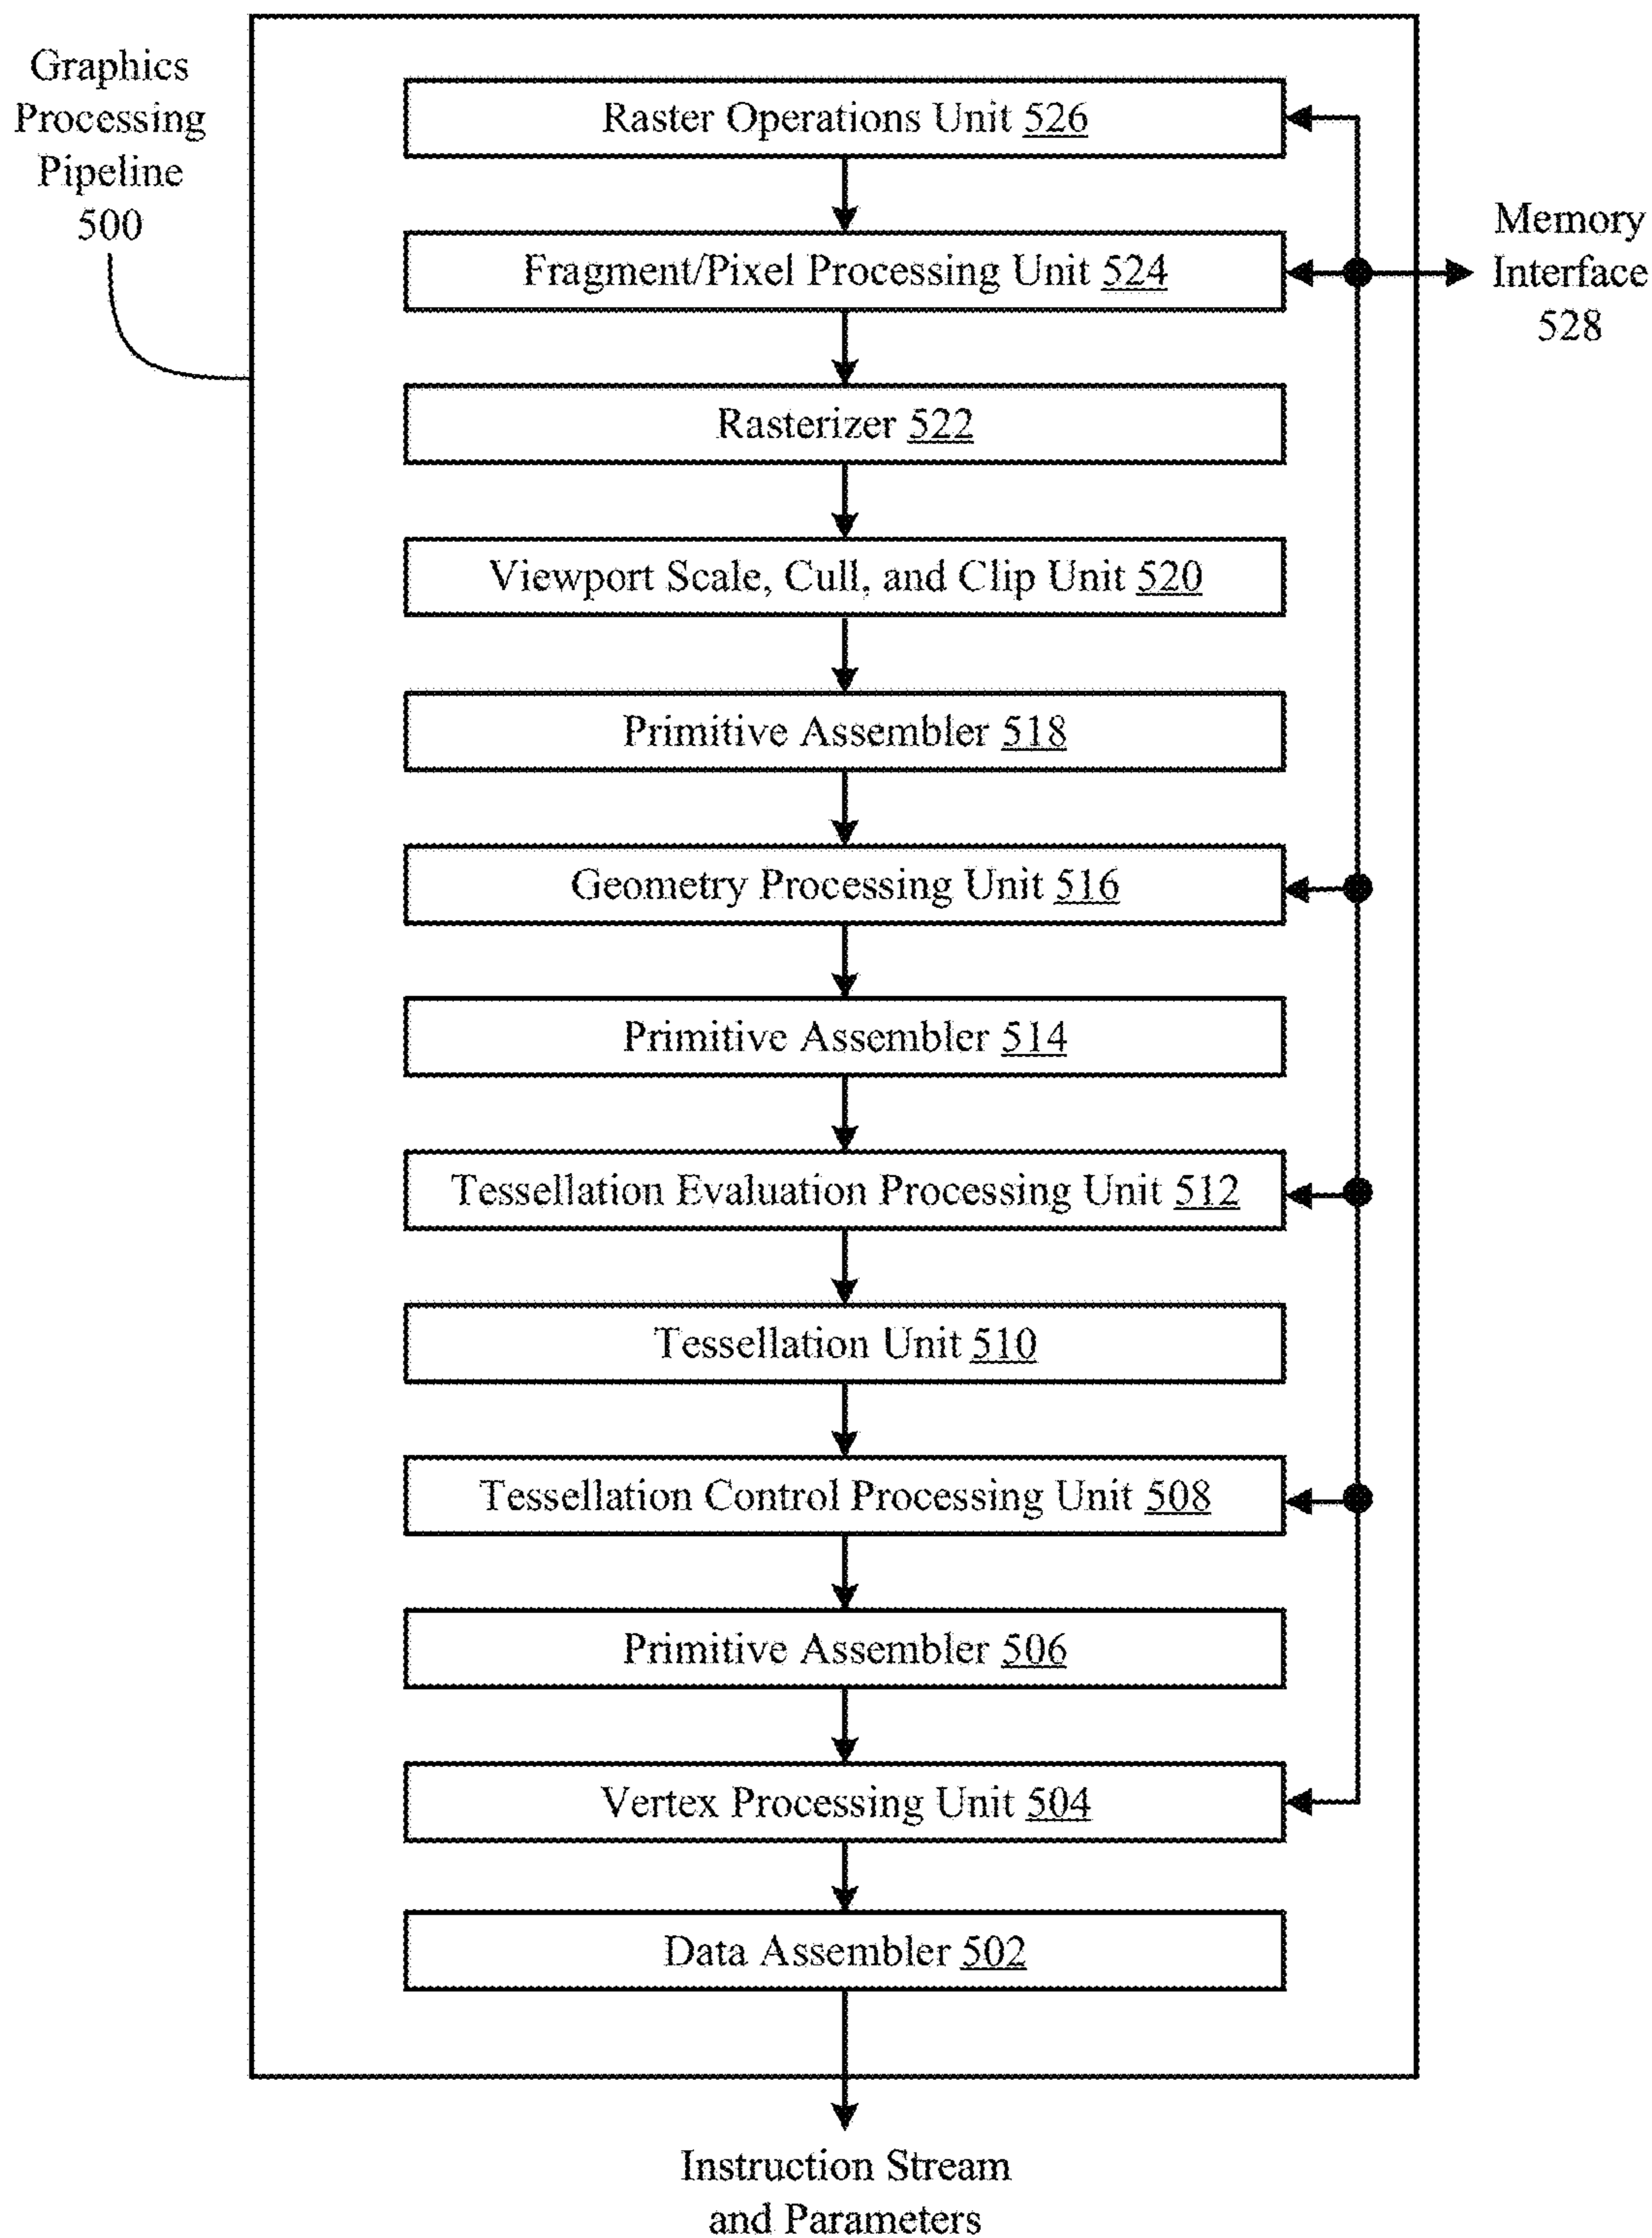 Graphics
Processing
Pipeline
500
Raster Operations Unit 526
Fragment/Pixel Processing Unit 524
Memory
Interface
528
Rasterizer 522
Viewport Scale, Cull, and Clip Unit 520
Primitive Assembler 518
Geometry Processing Unit 516
Primitive Assembler 514
Tessellation Evaluation Processing Unit 512
Tessellation Unit 510
Tessellation Control Processing Unit 508
Primitive Assembler 506
Vertex Processing Unit 504
Data Assembler 502
Instruction Stream
and Parameters